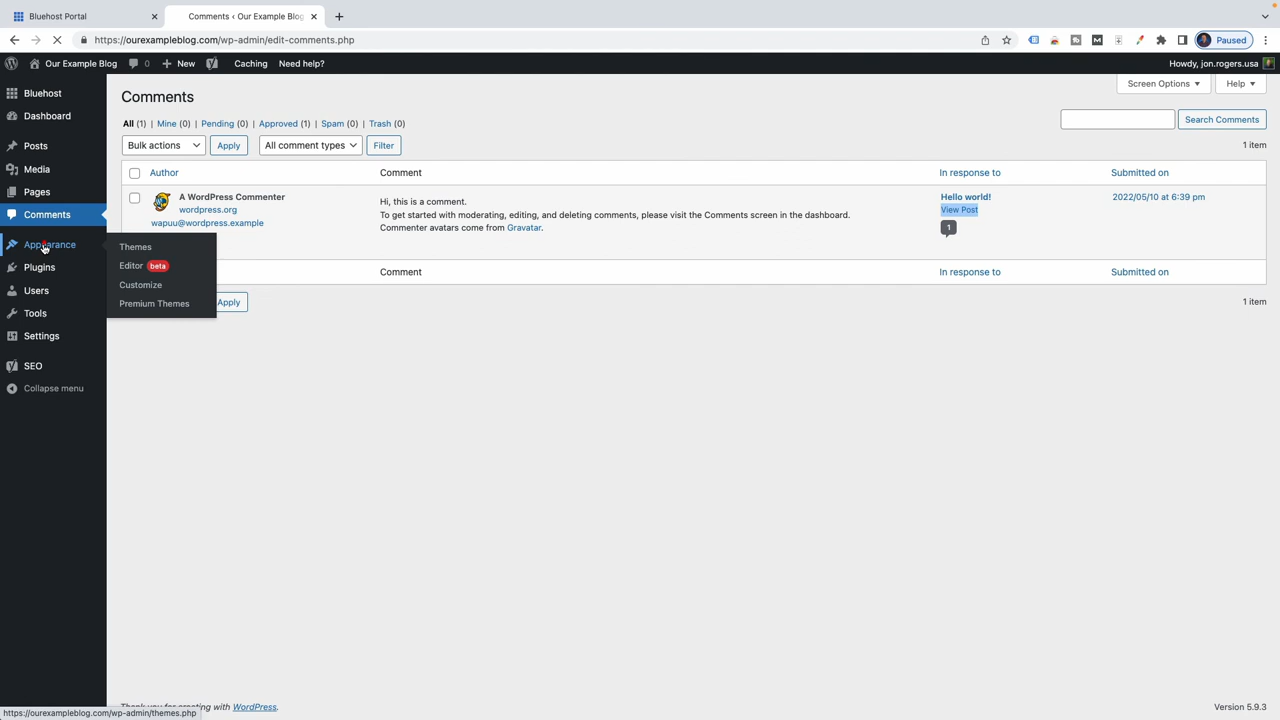 Bluehost Portal
Comments ‹ Our Example Blog
https://ourexampleblog.com/wp-admin/edit-comments.php
Paused
Our Example Blog
0
New
Caching
Need help?
Howdy, jon.rogers.usa
Bluehost
Dashboard
Posts
Media
Pages
Comments
Appearance
Plugins
Users
Tools
Settings
SEO
Collapse menu
Themes
Editor beta
Customize
Premium Themes
Comments
Screen Options
Help
All (1) | Mine (0) | Pending (0) | Approved (1) | Spam (0) | Trash (0)
Search Comments
Bulk actions
Apply
All comment types
Filter
1 item
Author
Comment
In response to
Submitted on
A WordPress Commenter
wordpress.org
wapuu@wordpress.example
Hi, this is a comment.
To get started with moderating, editing, and deleting comments, please visit the Comments screen in the dashboard.
Commenter avatars come from Gravatar.
Hello world!
View Post
1
2022/05/10 at 6:39 pm
Comment
In response to
Submitted on
Apply
1 item
Thank you for creating with WordPress.
Version 5.9.3
https://ourexampleblog.com/wp-admin/themes.php